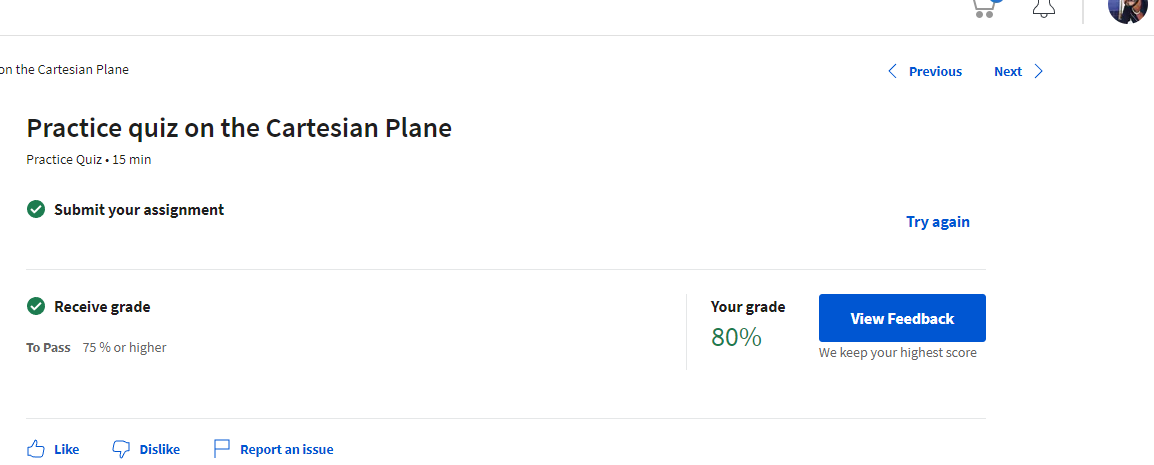 on the Cartesian Plane
Previous
Next
Practice quiz on the Cartesian Plane
Practice Quiz • 15 min
Submit your assignment
Try again
Receive grade
To Pass 75 % or higher
Your grade
80%
View Feedback
We keep your highest score
Like
Dislike
Report an issue